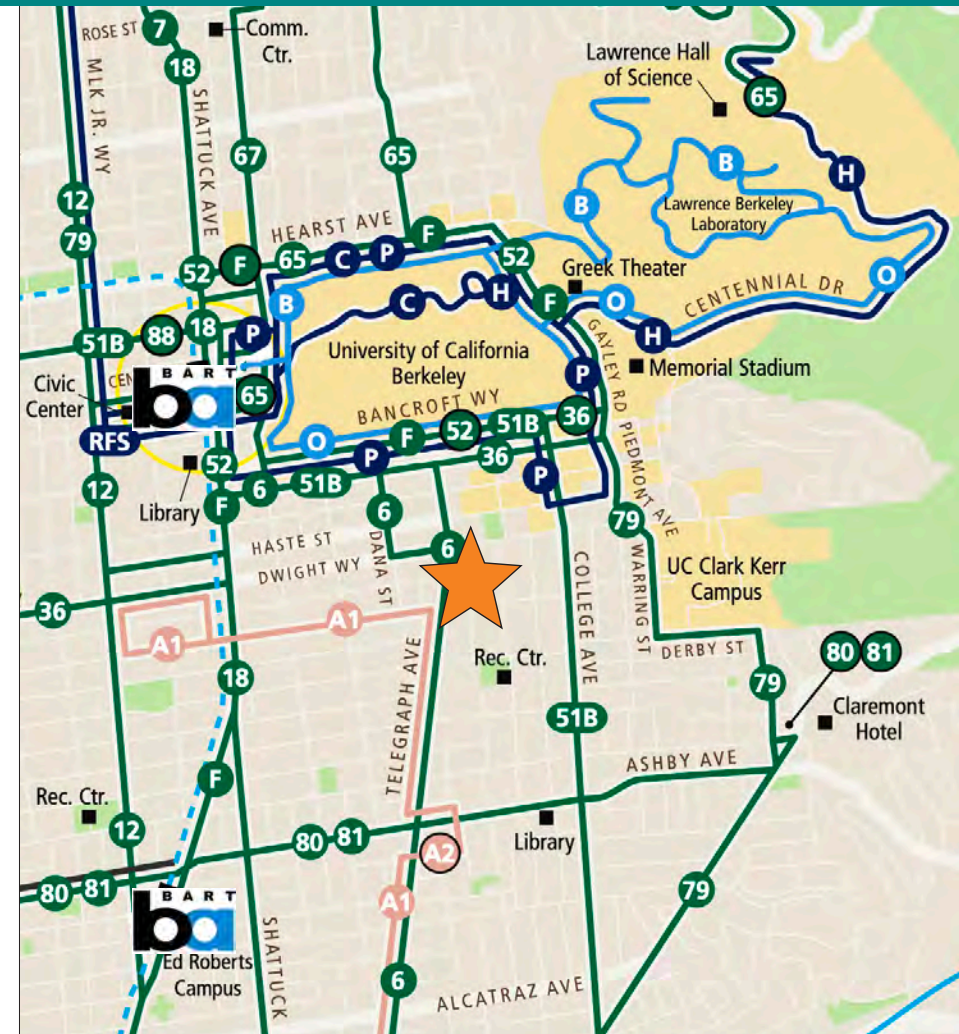 ROSE ST
7
Comm.
Ctr.
18
MLK JR. WY
SHATTUCK AVE
67
65
Lawrence Hall
of Science
65
H
B
B
Lawrence Berkeley
Laboratory
12
79
HEARST AVE
F
P
C
65
F
52
52
Greek Theater
F
O
O
CENTENNIAL DR
H
B
C
H
88
18
P
51B
University of California
Berkeley
GAYLEY RD
Memorial Stadium
P
Civic
Center
CEN
BART
ba
65
BANCROFT WY
51B
36
RFS
O
F
52
36
P
P
PIEDMONT AVE
52
6
51B
12
Library
F
6
79
HASTE ST
DWIGHT WY
DANA ST
6
COLLEGE AVE
WARRING ST
UC Clark Kerr
Campus
36
A1
A1
DERBY ST
80
81
Rec. Ctr.
18
79
TELEGRAPH AVE
51B
Claremont
Hotel
F
ASHBY AVE
Rec. Ctr.
12
80
81
Library
A2
80
81
79
A1
BART
ba
Ed Roberts
Campus
SHATTUCK
6
ALCATRAZ AVE